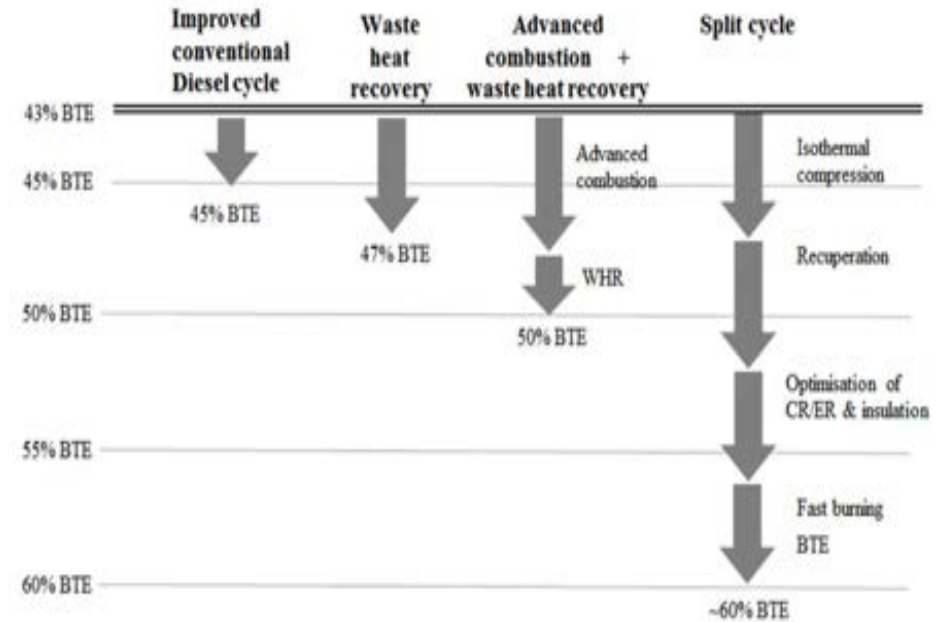 Improved
conventional
Diesel cycle
Waste
heat
recovery
Advanced
combustion +
waste heat recovery
Split cycle
43% BTE
45% BTE
50% BTE
55% BTE
60% BTE
45% BTE
47% BTE
Advanced
combustion
WHR
50% BTE
Isothermal
compression
Recuperation
Optimisation of
CR/ER & insulation
Fast burning
BTE
~60% BTE